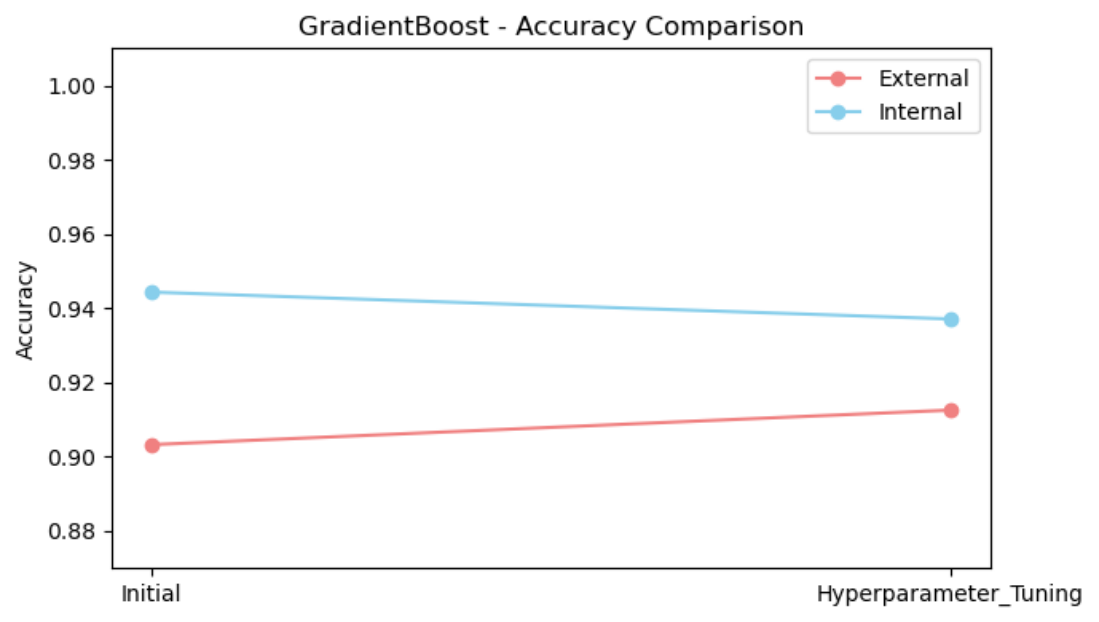 GradientBoost - Accuracy Comparison
External
Internal
Accuracy
1.00
0.98
0.96
0.94
0.92
0.90
0.88
Initial
Hyperparameter_Tuning